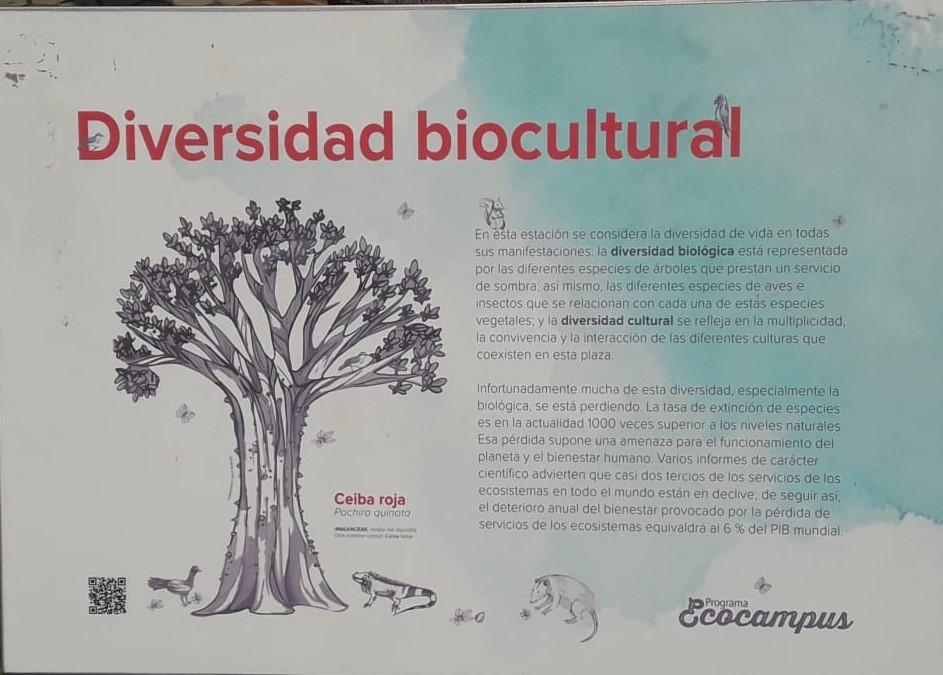 Diversidad biocultural
En esta estación se considera la diversidad de vida en todas
sus manifestaciones: la diversidad biológica está representada
por las diferentes especies de árboles que prestan un servicio
de sombra; así mismo, las diferentes especies de aves e
insectos que se relacionan con cada una de estas especies
vegetales; y la diversidad cultural se refleja en la multiplicidad,
la convivencia y la interacción de las diferentes culturas que
coexisten en esta plaza.
Infortunadamente mucha de esta diversidad, especialmente la
biológica, se está perdiendo. La tasa de extinción de especies
es en la actualidad 1000 veces superior a los niveles naturales.
Esa pérdida supone una amenaza para el funcionamiento del
planeta y el bienestar humano. Varios informes de carácter
científico advierten que casi dos tercios de los servicios de los
ecosistemas en todo el mundo están en declive; de seguir así,
el deterioro anual del bienestar provocado por la pérdida de
servicios de los ecosistemas equivaldrá al 6 % del PIB mundial.
Ceiba roja
Pachira quinata
(MALVACEAE, familia del algodón)
Otro nombre común: Ceiba
Programa
Ecocampus